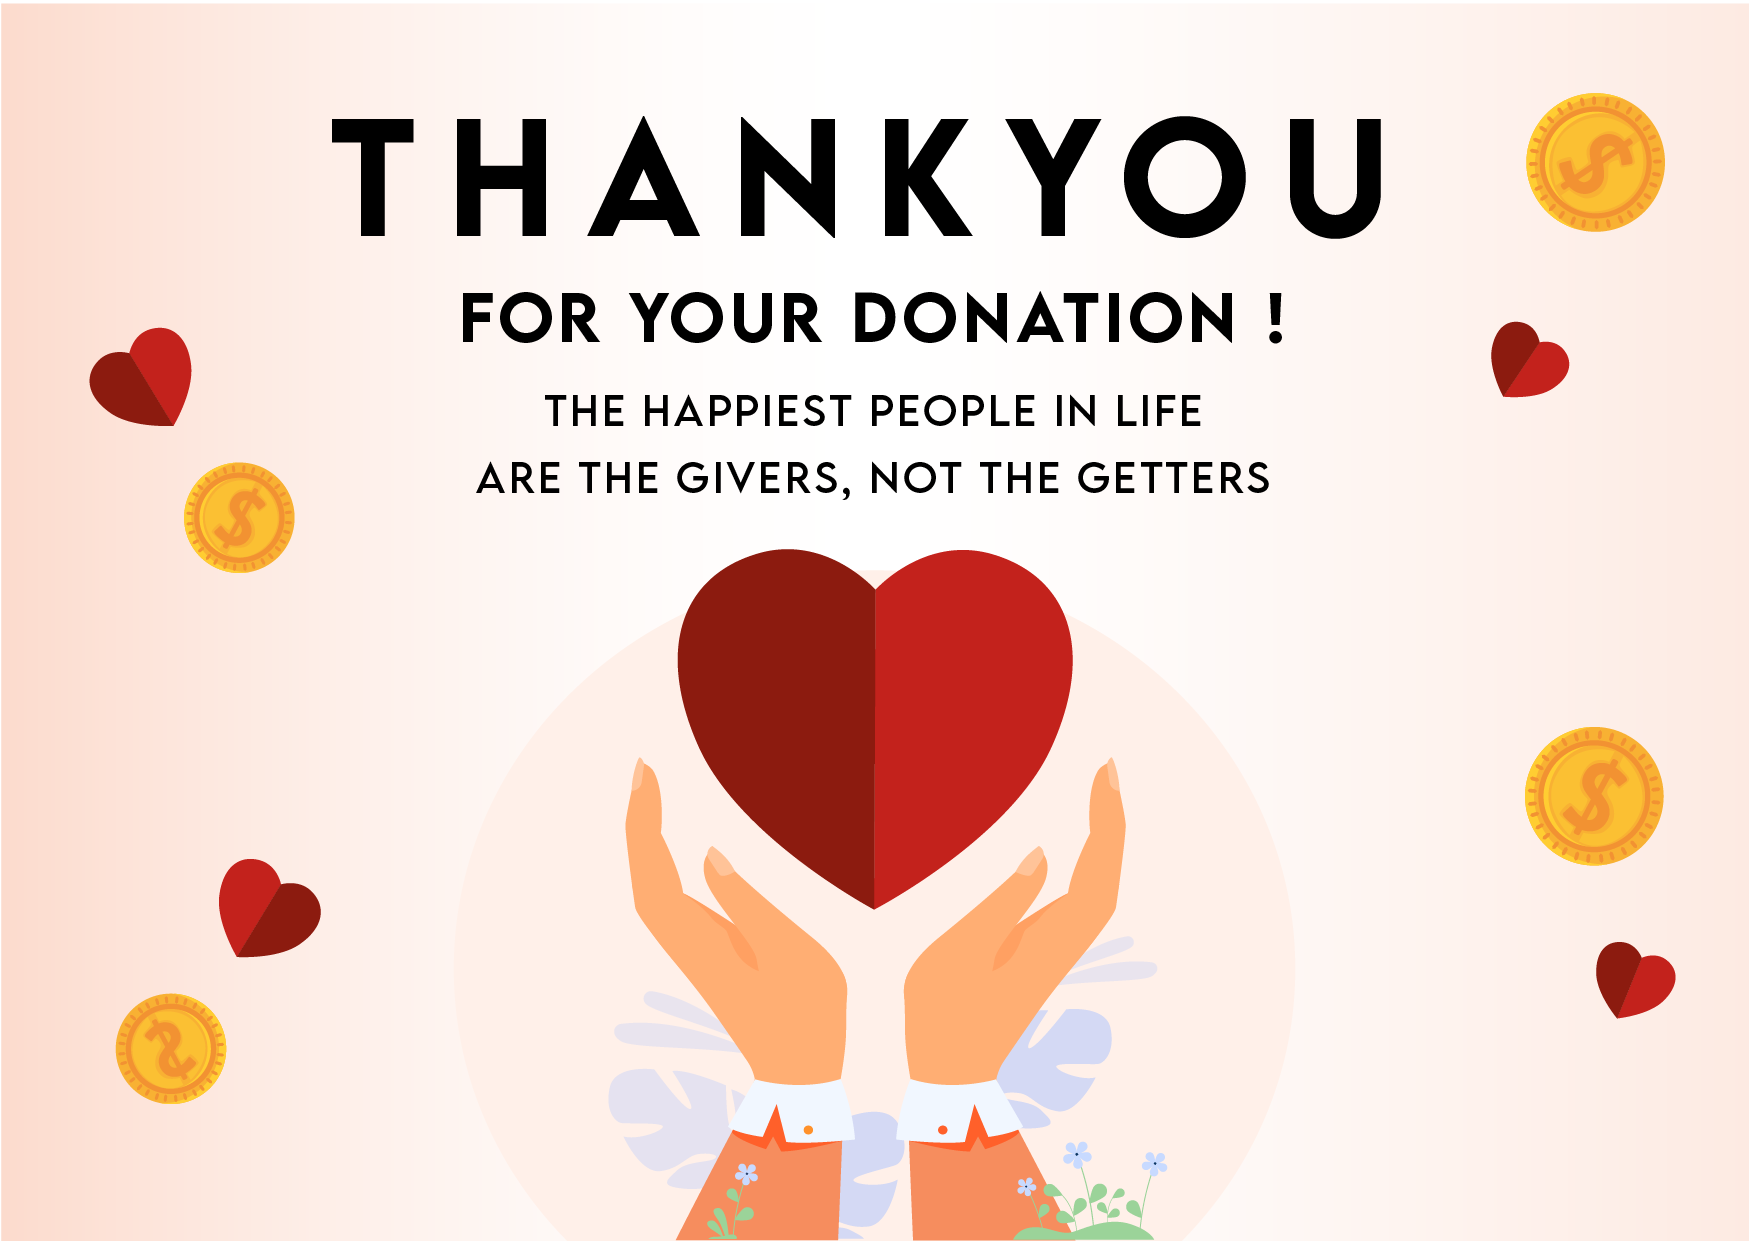 THANKYOU
FOR YOUR DONATION !
THE HAPPIEST PEOPLE IN LIFE
ARE THE GIVERS, NOT THE GETTERS